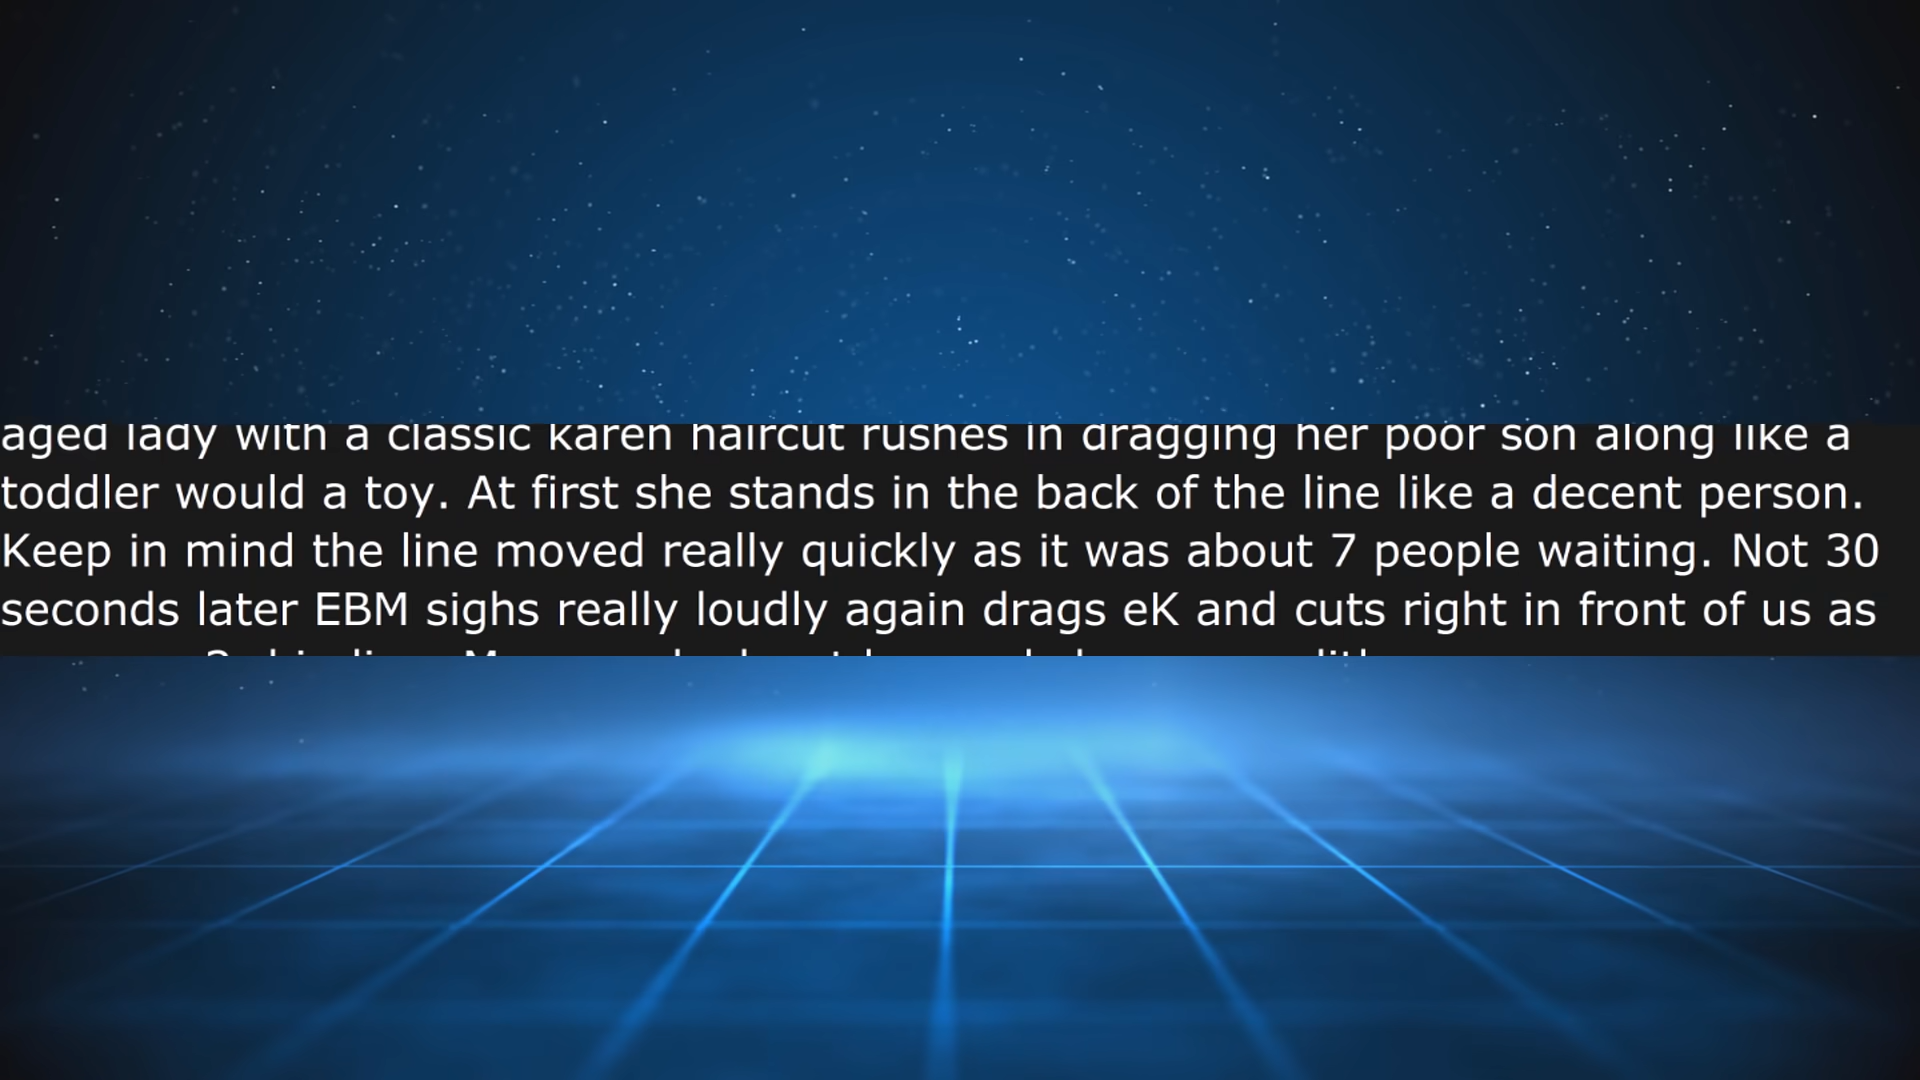 aged lady with a classic karen haircut rushes in dragging her poor son along like a
toddler would a toy. At first she stands in the back of the line like a decent person.
Keep in mind the line moved really quickly as it was about 7 people waiting. Not 30
seconds later EBM sighs really loudly again drags eK and cuts right in front of us as